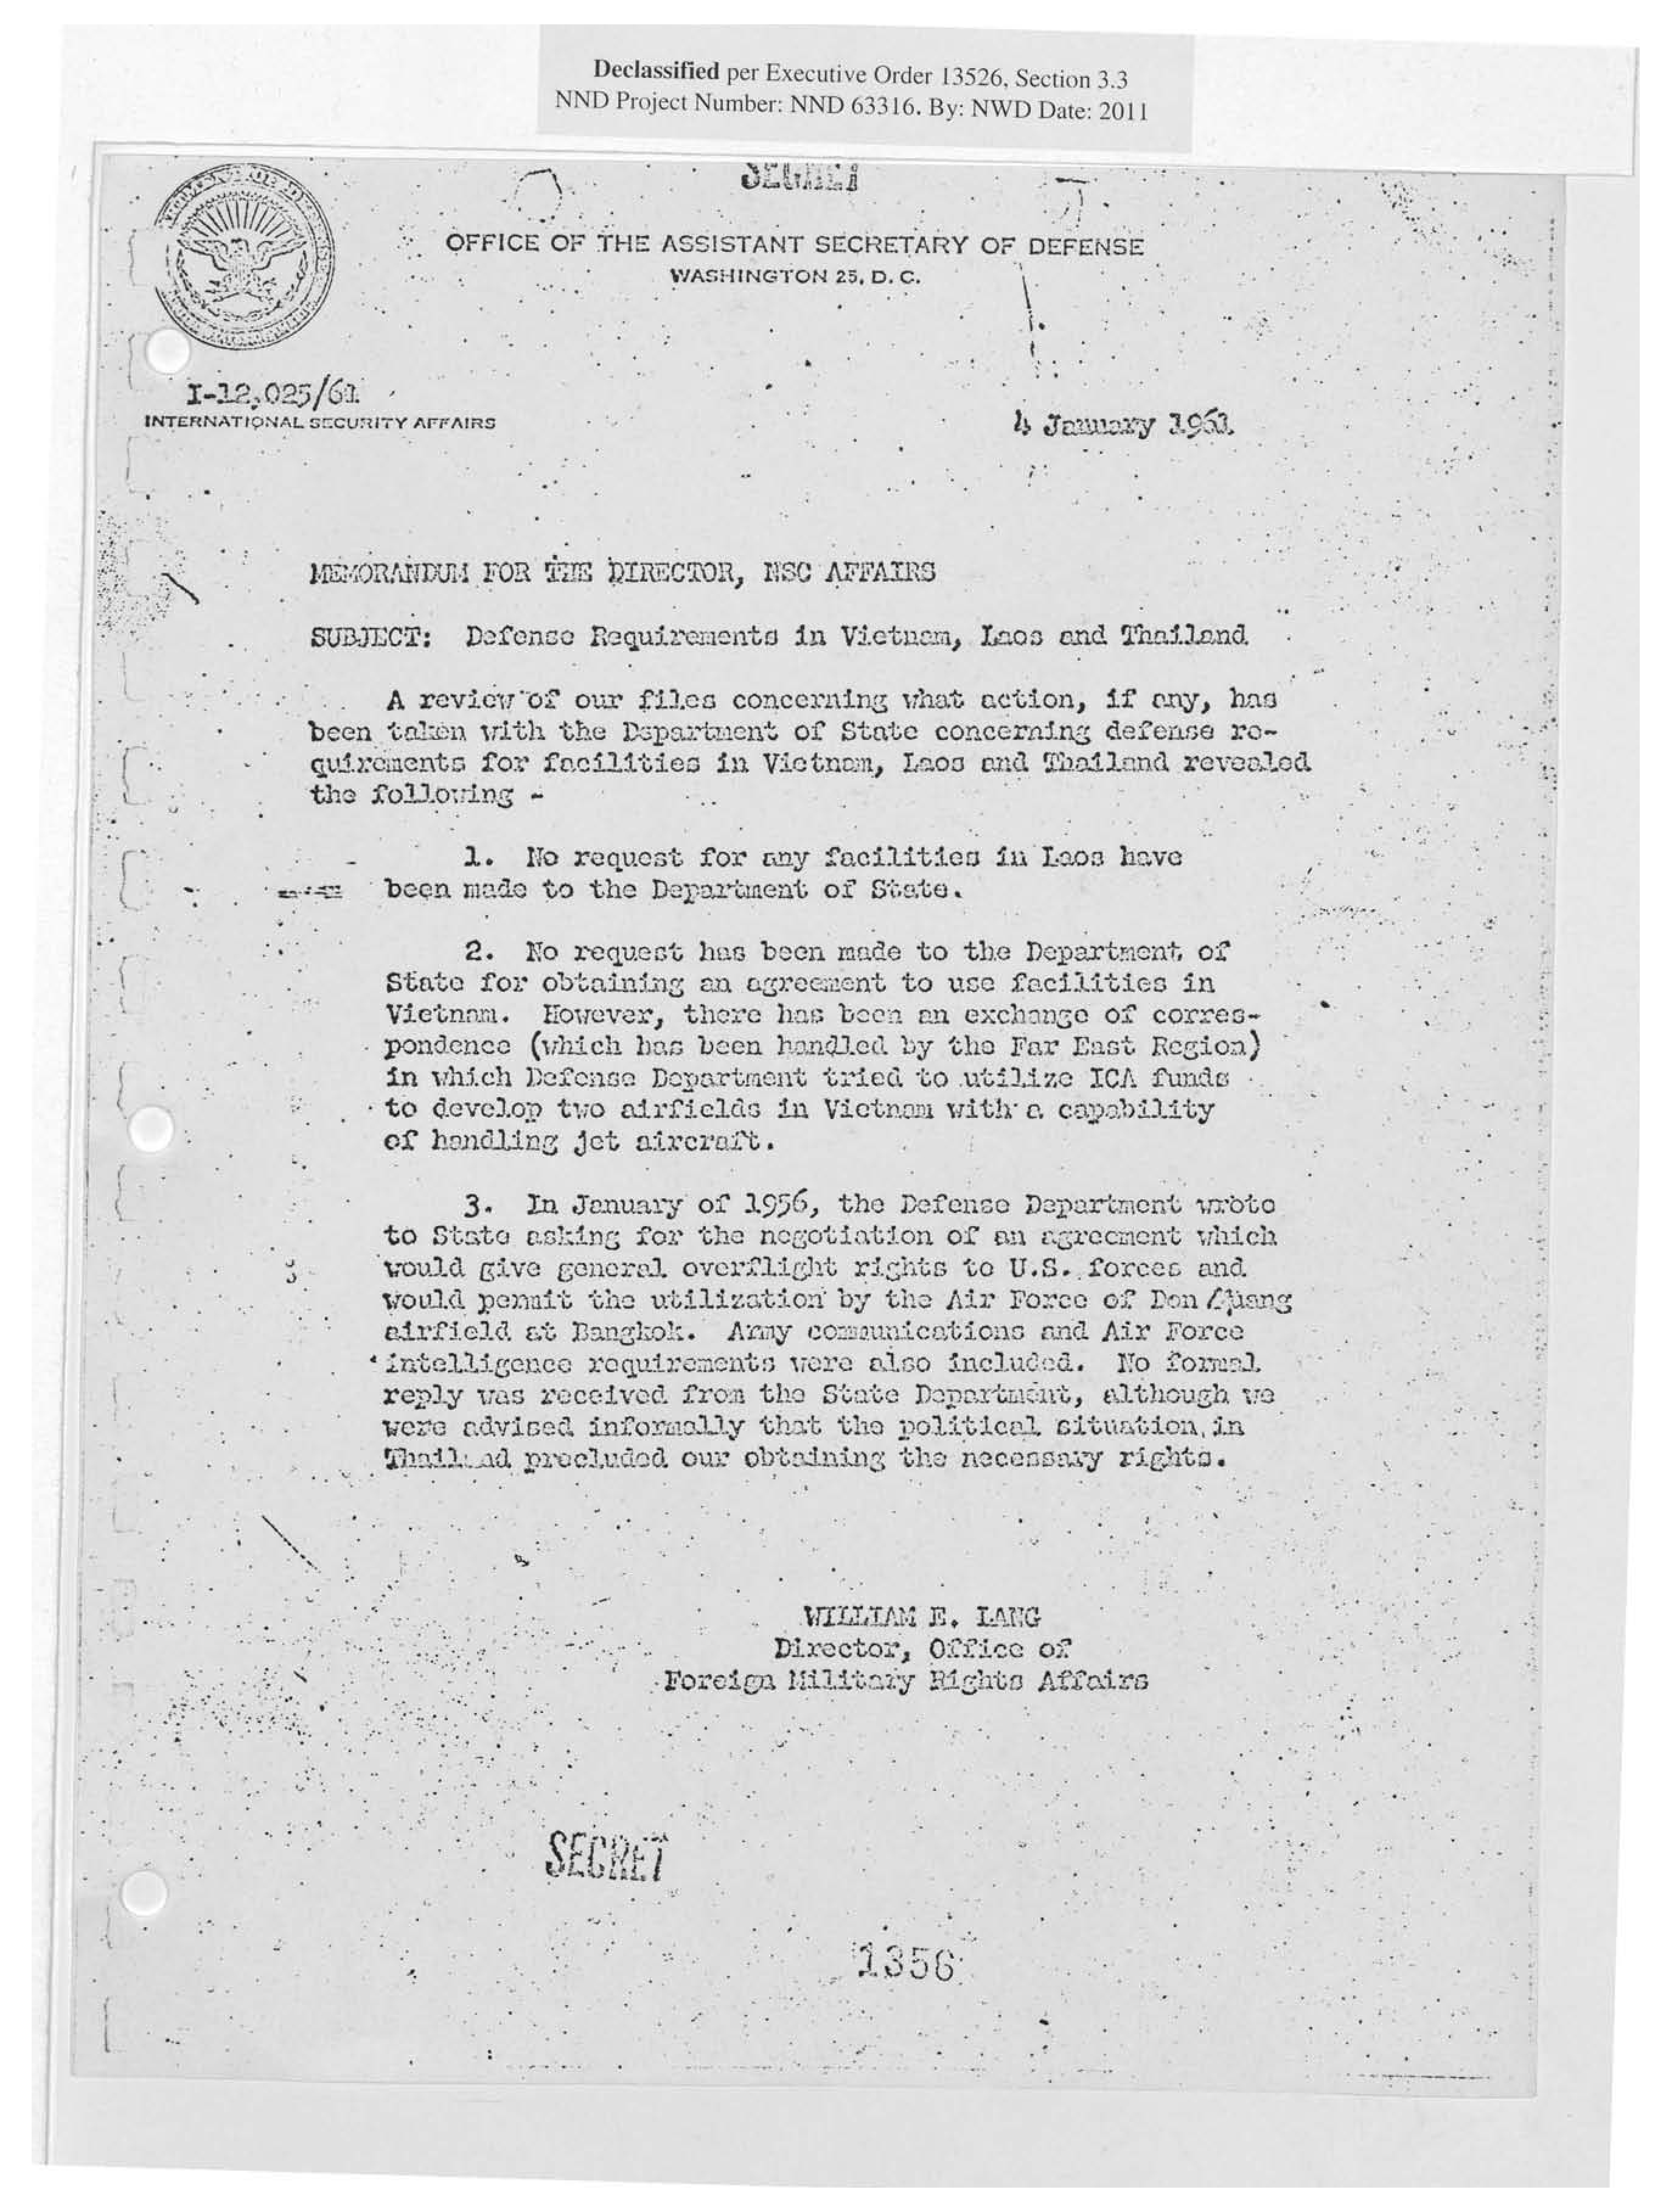 Declassified per Executive Order 13526, Section 3.3
NND Project Number: NND 63316. By: NWD Date: 2011
SECRET
OFFICE OF THE ASSISTANT SECRETARY OF DEFENSE
WASHINGTON 25, D. C.
I-12,025/61
INTERNATIONAL SECURITY AFFAIRS
4 January 1961
MEMORANDUM FOR THE DIRECTOR, NSC AFFAIRS
SUBJECT: Defense Requirements in Vietnam, Laos and Thailand
A review of our files concerning what action, if any, has
been taken with the Department of State concerning defense re-
quirements for facilities in Vietnam, Laos and Thailand revealed
the following -
1. No request for any facilities in Laos have
been made to the Department of State.
2. No request has been made to the Department of
State for obtaining an agreement to use facilities in
Vietnam. However, there has been an exchange of corres-
pondence (which has been handled by the Far East Region)
in which Defense Department tried to utilize ICA funds
to develop two airfields in Vietnam with a capability
of handling jet aircraft.
3. In January of 1956, the Defense Department wrote
to State asking for the negotiation of an agreement which
would give general overflight rights to U.S. forces and
would permit the utilization by the Air Force of Don
airfield at Bangkok. Army communications and Air Force
intelligence requirements were also included. No formal
reply was received from the State Department, although we
were advised informally that the political situation in
Thailand precluded our obtaining the necessary rights.
WILLIAM E. LANG
Director, Office of
Foreign Military Rights Affairs
SECRET
1356